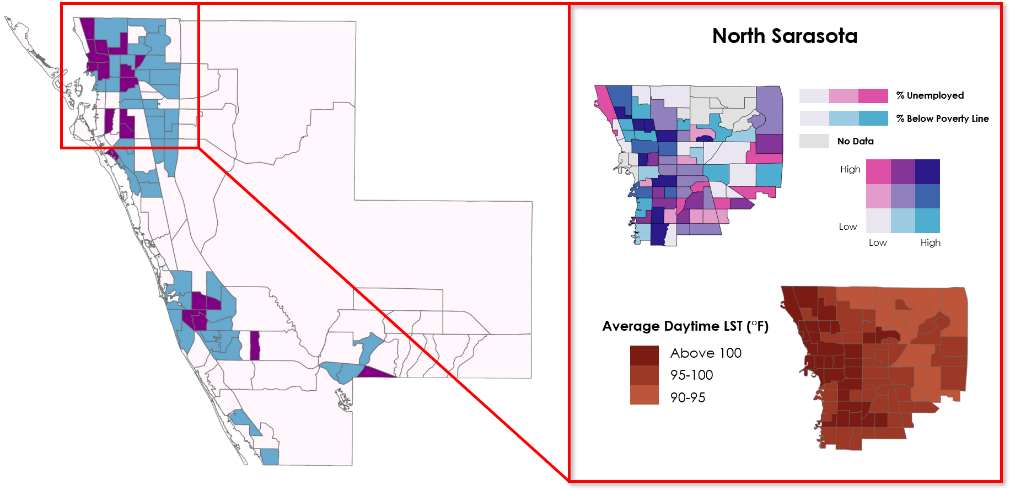 North Sarasota
% Unemployed
% Below Poverty Line
No Data
High
Low
Low High
Average Daytime LST (°F)
Above 100
95-100
90-95